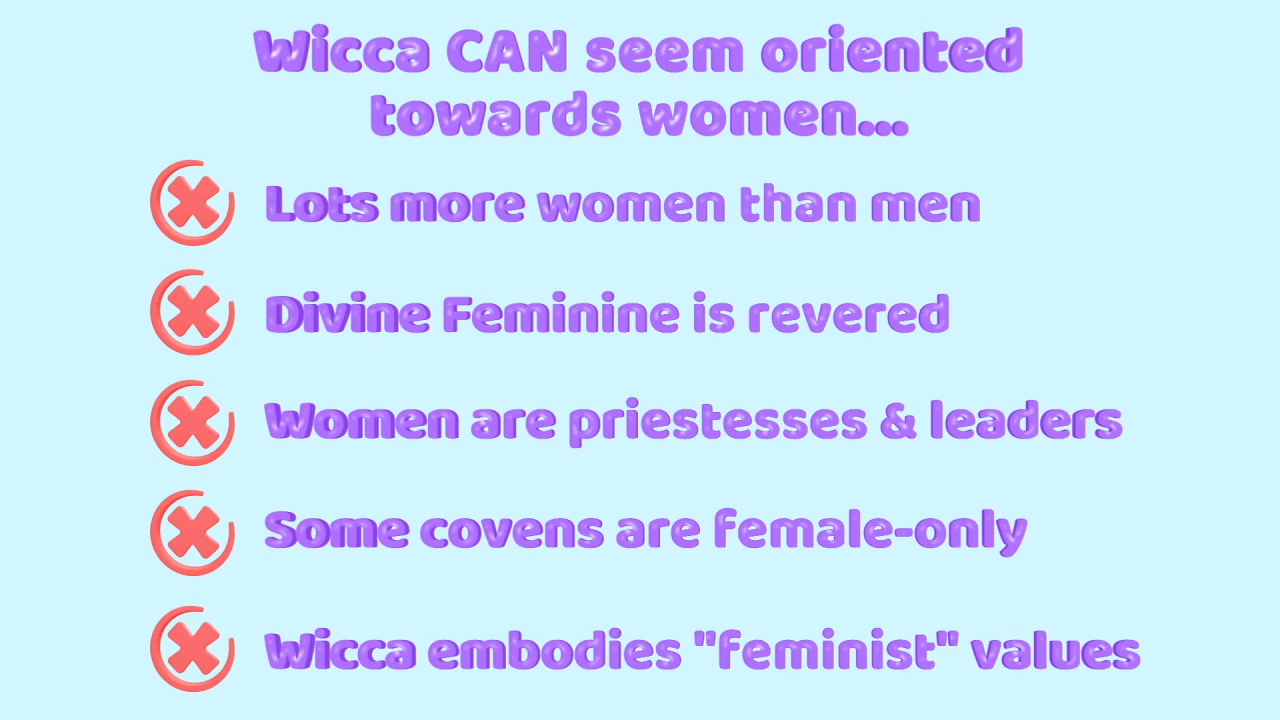 Wicca CAN seem oriented
towards women...
Lots more women than men
Divine Feminine is revered
Women are priestesses & leaders
Some covens are female-only
Wicca embodies "feminist" values